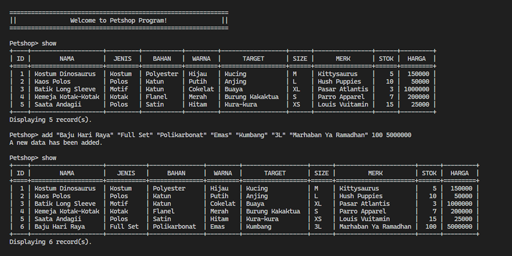 ====================================================
||             Welcome to Petshop Program!             ||
====================================================
Petshop> show
| ID | NAMA | JENIS | BAHAN | WARNA | TARGET | SIZE | MERK | STOK | HARGA |
| 1 | Kostum Dinosaurus | Kostum | Polyester | Hijau | Kucing | M | Kittysaurus | 5 | 150000 |
| 2 | Kaos Polos | Polos | Katun | Putih | Anjing | L | Hush Puppies | 10 | 50000 |
| 3 | Batik Long Sleeve | Motif | Katun | Cokelat | Buaya | XL | Pasar Atlantis | 3 | 1000000 |
| 4 | Kemeja Kotak-Kotak | Kotak | Flanel | Merah | Burung Kakaktua | S | Parro Apparel | 7 | 200000 |
| 5 | Saata Andagii | Polos | Satin | Hitam | Kura-kura | XS | Louis Vuitamin | 15 | 25000 |
Displaying 5 record(s).
Petshop> add "Baju Hari Raya" "Full Set" "Polikarbonat" "Emas" "Kumbang" "3L" "Marhaban Ya Ramadhan" 100 5000000
A new data has been added.
Petshop> show
| ID | NAMA | JENIS | BAHAN | WARNA | TARGET | SIZE | MERK | STOK | HARGA |
| 1 | Kostum Dinosaurus | Kostum | Polyester | Hijau | Kucing | M | Kittysaurus | 5 | 150000 |
| 2 | Kaos Polos | Polos | Katun | Putih | Anjing | L | Hush Puppies | 10 | 50000 |
| 3 | Batik Long Sleeve | Motif | Katun | Cokelat | Buaya | XL | Pasar Atlantis | 3 | 1000000 |
| 4 | Kemeja Kotak-Kotak | Kotak | Flanel | Merah | Burung Kakaktua | S | Parro Apparel | 7 | 200000 |
| 5 | Saata Andagii | Polos | Satin | Hitam | Kura-kura | XS | Louis Vuitamin | 15 | 25000 |
| 6 | Baju Hari Raya | Full Set | Polikarbonat | Emas | Kumbang | 3L | Marhaban Ya Ramadhan | 100 | 5000000 |
Displaying 6 record(s).